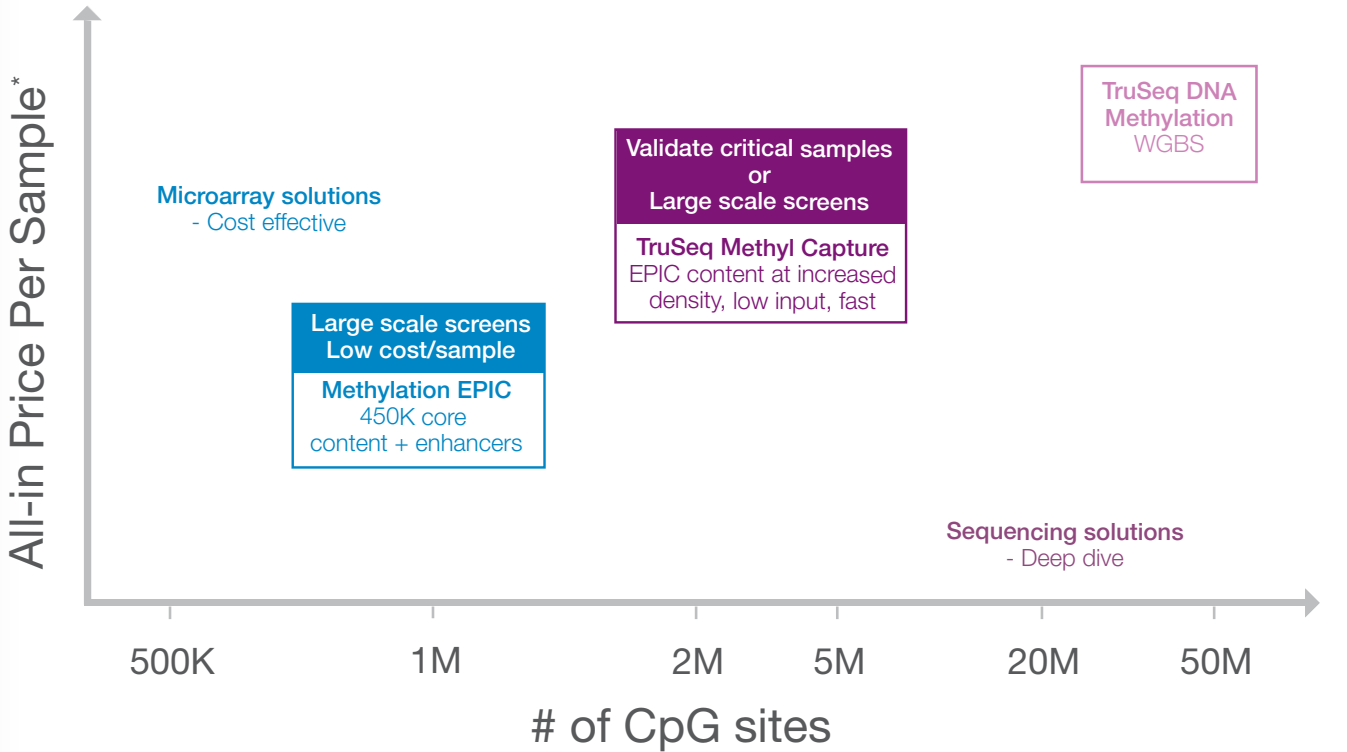 All-in Price Per Sample*
Microarray solutions
- Cost effective
Large scale screens
Low cost/sample
Methylation EPIC
450K core
content + enhancers
Validate critical samples
or
Large scale screens
TruSeq Methyl Capture
EPIC content at increased
density, low input, fast
TruSeq DNA
Methylation
WGBS
Sequencing solutions
- Deep dive
500K 1M 2M 5M 20M 50M
# of CpG sites